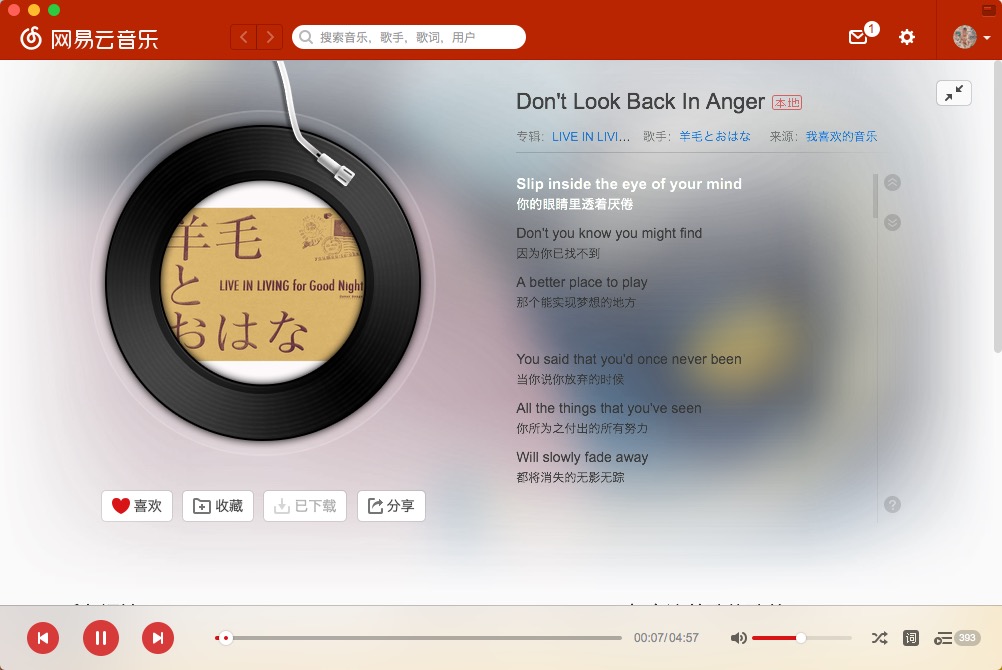 网易云音乐
搜索音乐，歌手，歌词，用户
1
Don't Look Back In Anger 本地
专辑： LIVE IN LIVI... 歌手： 羊毛とおはな 来源： 我喜欢的音乐
羊毛
と
おはな
LIVE IN LIVING for Good Night
Slip inside the eye of your mind
你的眼睛里透着厌倦
Don't you know you might find
因为你已找不到
A better place to play
那个能实现梦想的地方
You said that you'd once never been
当你说你放弃的时候
All the things that you've seen
你所为之付出的所有努力
Will slowly fade away
都将消失的无影无踪
喜欢 收藏 已下载 分享
?
00:07/04:57
词
393